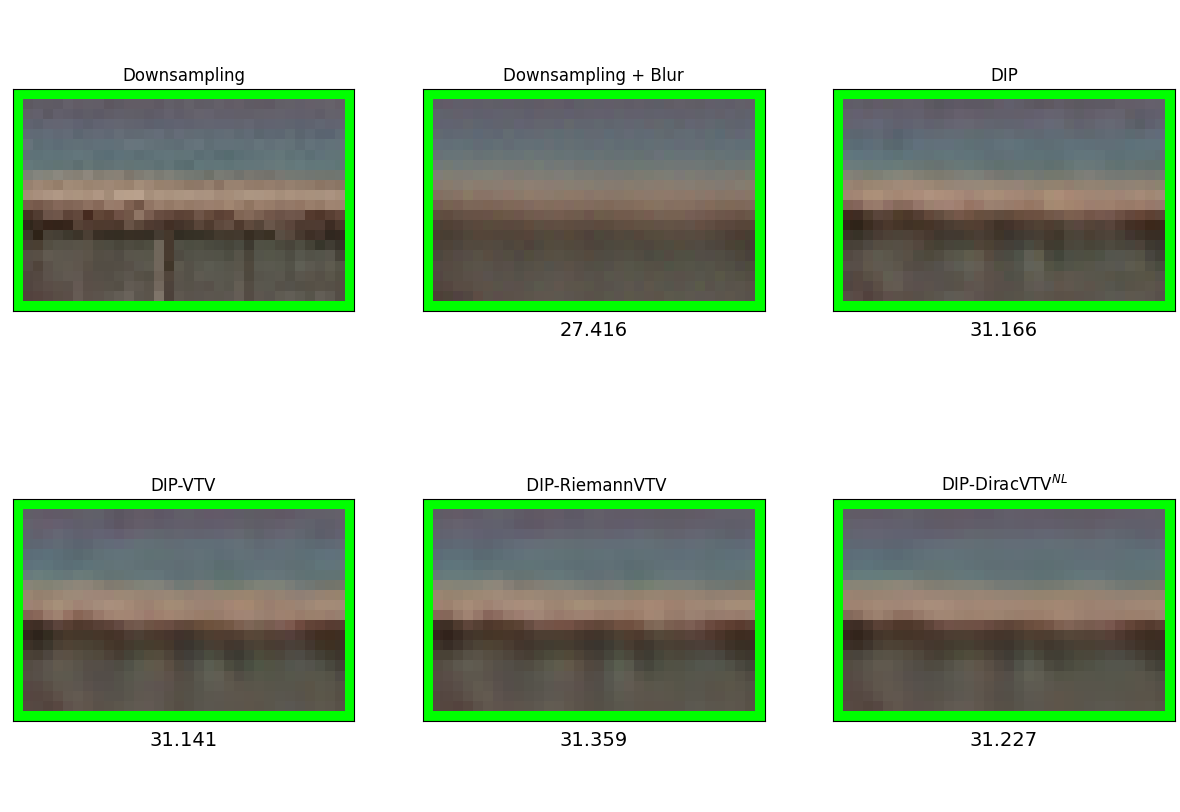 Downsampling
Downsampling + Blur
DIP
27.416
31.166
DIP-VTV
DIP-RiemannVTV
DIP-DiracVTV^{NL}
31.141
31.359
31.227